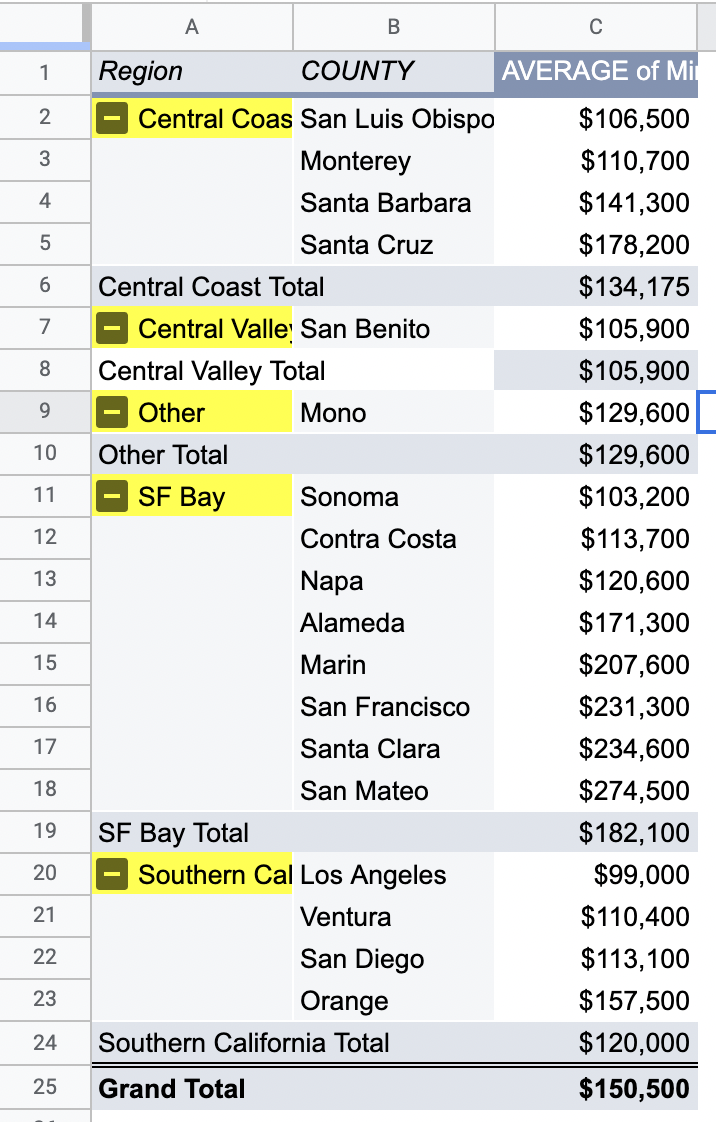 A B C
1 Region COUNTY AVERAGE of Mi
2 Central Coas San Luis Obispo $106,500
3 Monterey $110,700
4 Santa Barbara $141,300
5 Santa Cruz $178,200
6 Central Coast Total $134,175
7 Central Valley San Benito $105,900
8 Central Valley Total $105,900
9 Other Mono $129,600
10 Other Total $129,600
11 SF Bay Sonoma $103,200
12 Contra Costa $113,700
13 Napa $120,600
14 Alameda $171,300
15 Marin $207,600
16 San Francisco $231,300
17 Santa Clara $234,600
18 San Mateo $274,500
19 SF Bay Total $182,100
20 Southern Cal Los Angeles $99,000
21 Ventura $110,400
22 San Diego $113,100
23 Orange $157,500
24 Southern California Total $120,000
25 Grand Total $150,500